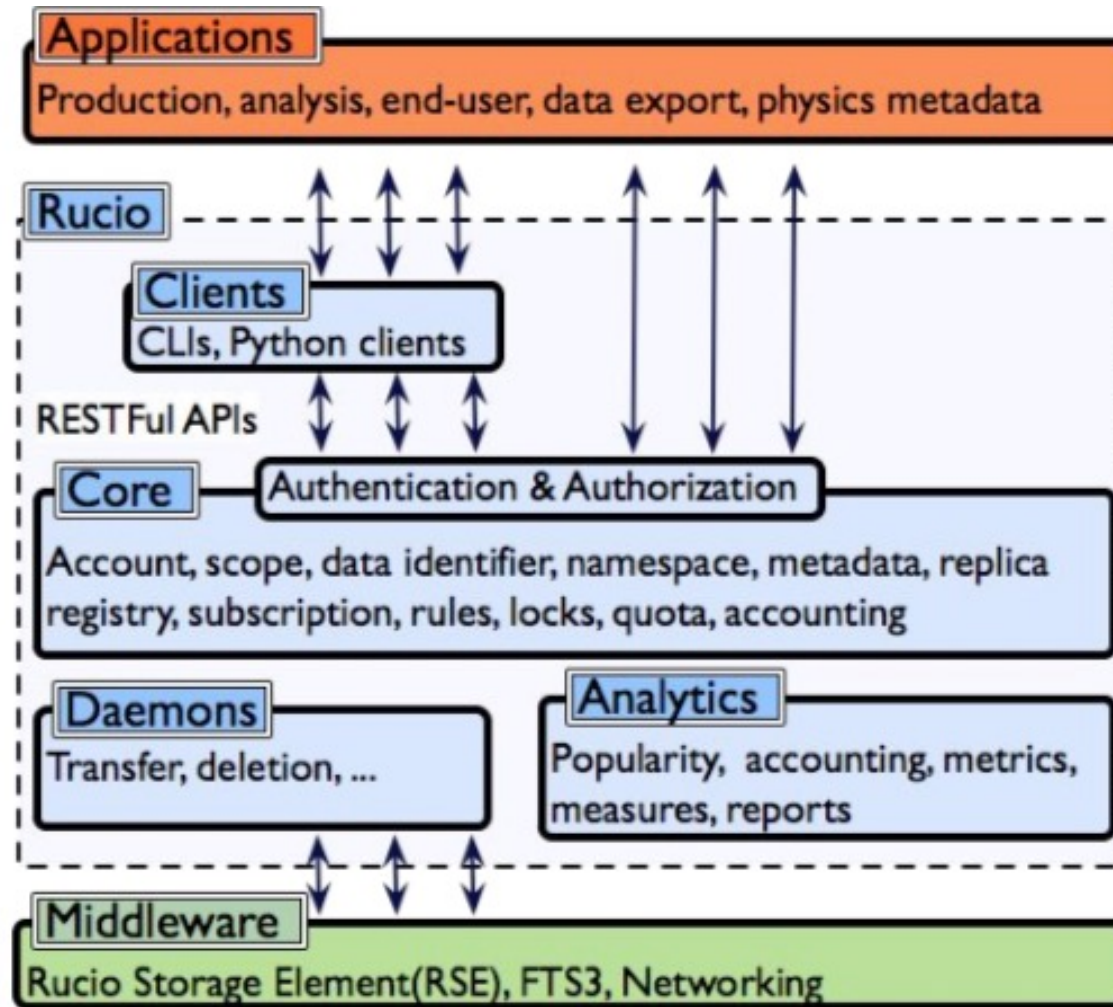 Applications
Production, analysis, end-user, data export, physics metadata
Rucio
Clients
CLIs, Python clients
RESTFul APIs
Core
Authentication & Authorization
Account, scope, data identifier, namespace, metadata, replica
registry, subscription, rules, locks, quota, accounting
Daemons
Transfer, deletion, ...
Analytics
Popularity, accounting, metrics,
measures, reports
Middleware
Rucio Storage Element(RSE), FTS3, Networking